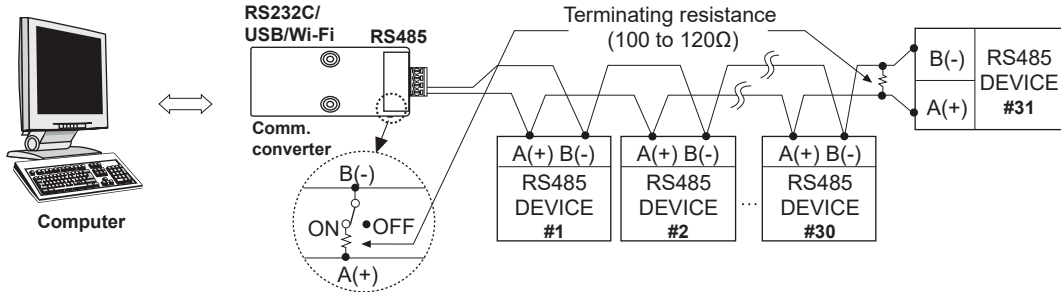 RS232C/
USB/Wi-Fi
RS485
Comm.
converter
Computer
B(-)
ON
OFF
A(+)
Terminating resistance
(100 to 120Ω)
A(+) B(-)
RS485
DEVICE
#1
A(+) B(-)
RS485
DEVICE
#2
...
A(+) B(-)
RS485
DEVICE
#30
B(-)
A(+)
RS485
DEVICE
#31